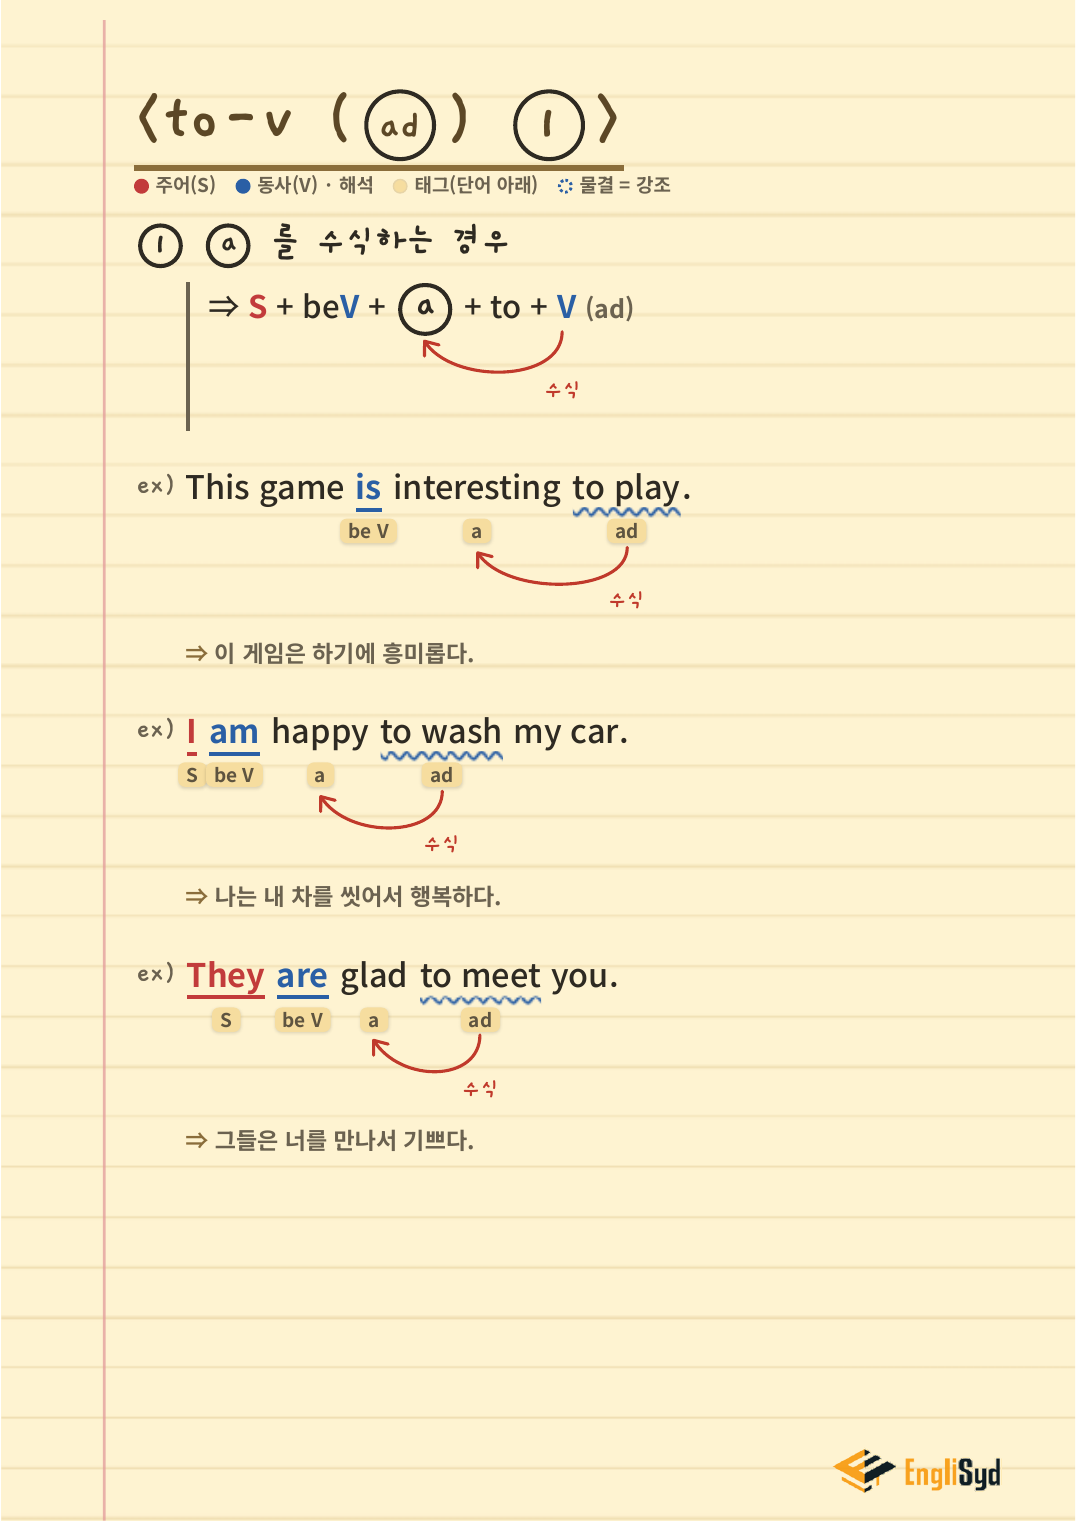 <to-v (ad) 1>
주어(S) 동사(V) · 해석 태그(단어 아래) 물결 = 강조
1 a 를 수식하는 경우
⇒ S + beV + a + to + V (ad)
수식
ex) This game is interesting to play.
be V a ad
수식
⇒ 이 게임은 하기에 흥미롭다.
ex) I am happy to wash my car.
S be V a ad
수식
⇒ 나는 내 차를 씻어서 행복하다.
ex) They are glad to meet you.
S be V a ad
수식
⇒ 그들은 너를 만나서 기쁘다.
EngliSyd